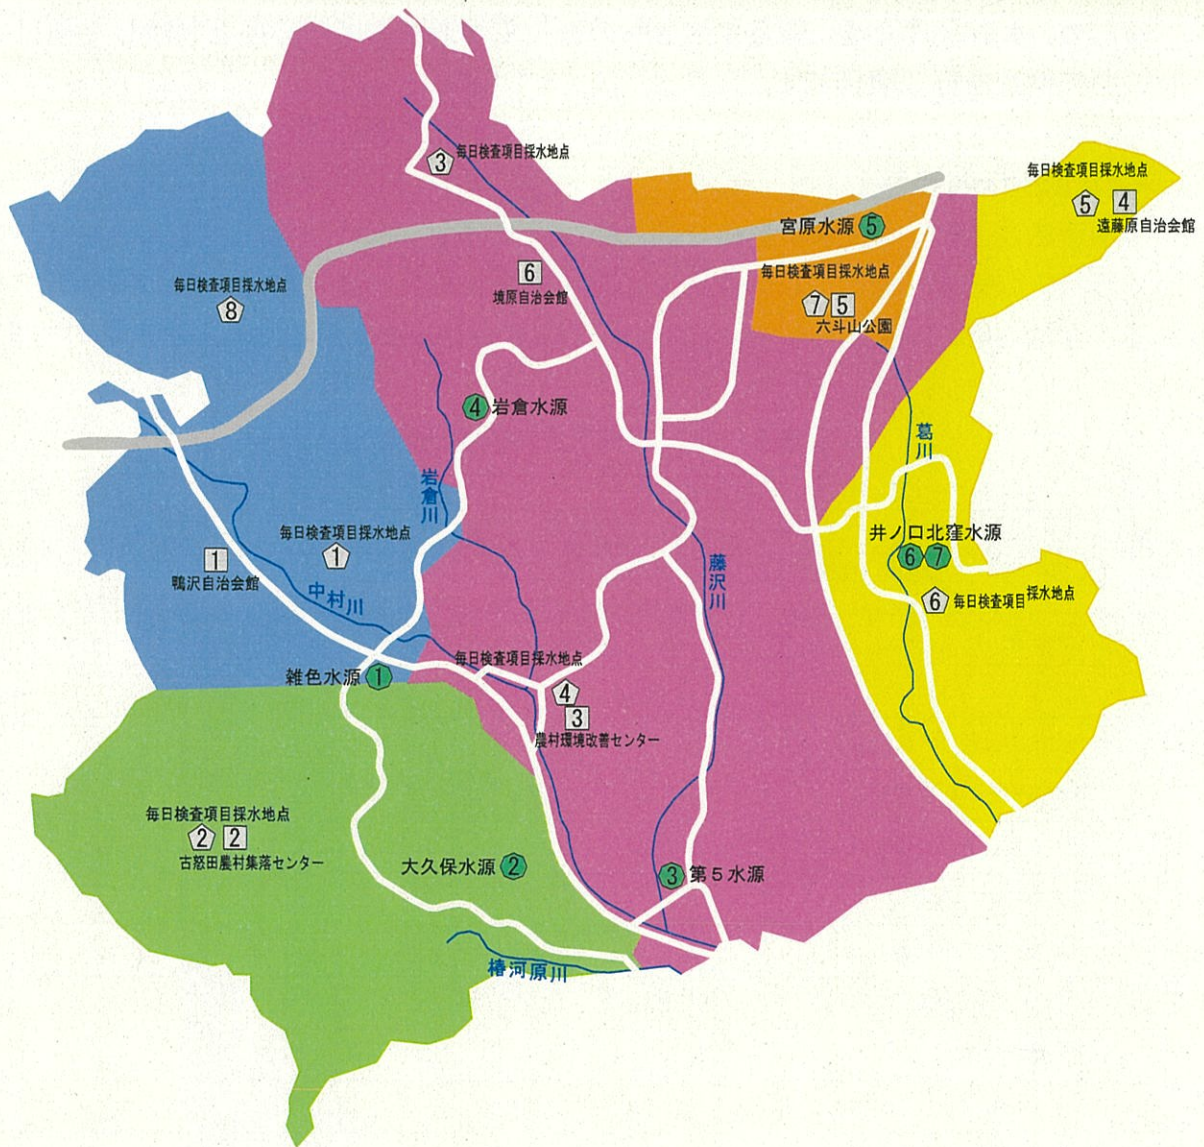 毎日検査項目採水地点
3
毎日検査項目採水地点
5 4
遠藤原自治会館
宮原水源 5
毎日検査項目採水地点
7 5
六斗山公園
6
境原自治会館
毎日検査項目採水地点
8
4 岩倉水源
岩倉川
葛川
井ノ口北窪水源
6 7
6 毎日検査項目採水地点
毎日検査項目採水地点
1
1
鴨沢自治会館
中村川
藤沢川
雑色水源 1
毎日検査項目採水地点
4
3
農村環境改善センター
毎日検査項目採水地点
2 2
古怒田農村集落センター
大久保水源 2
3 第5水源
椿河原川